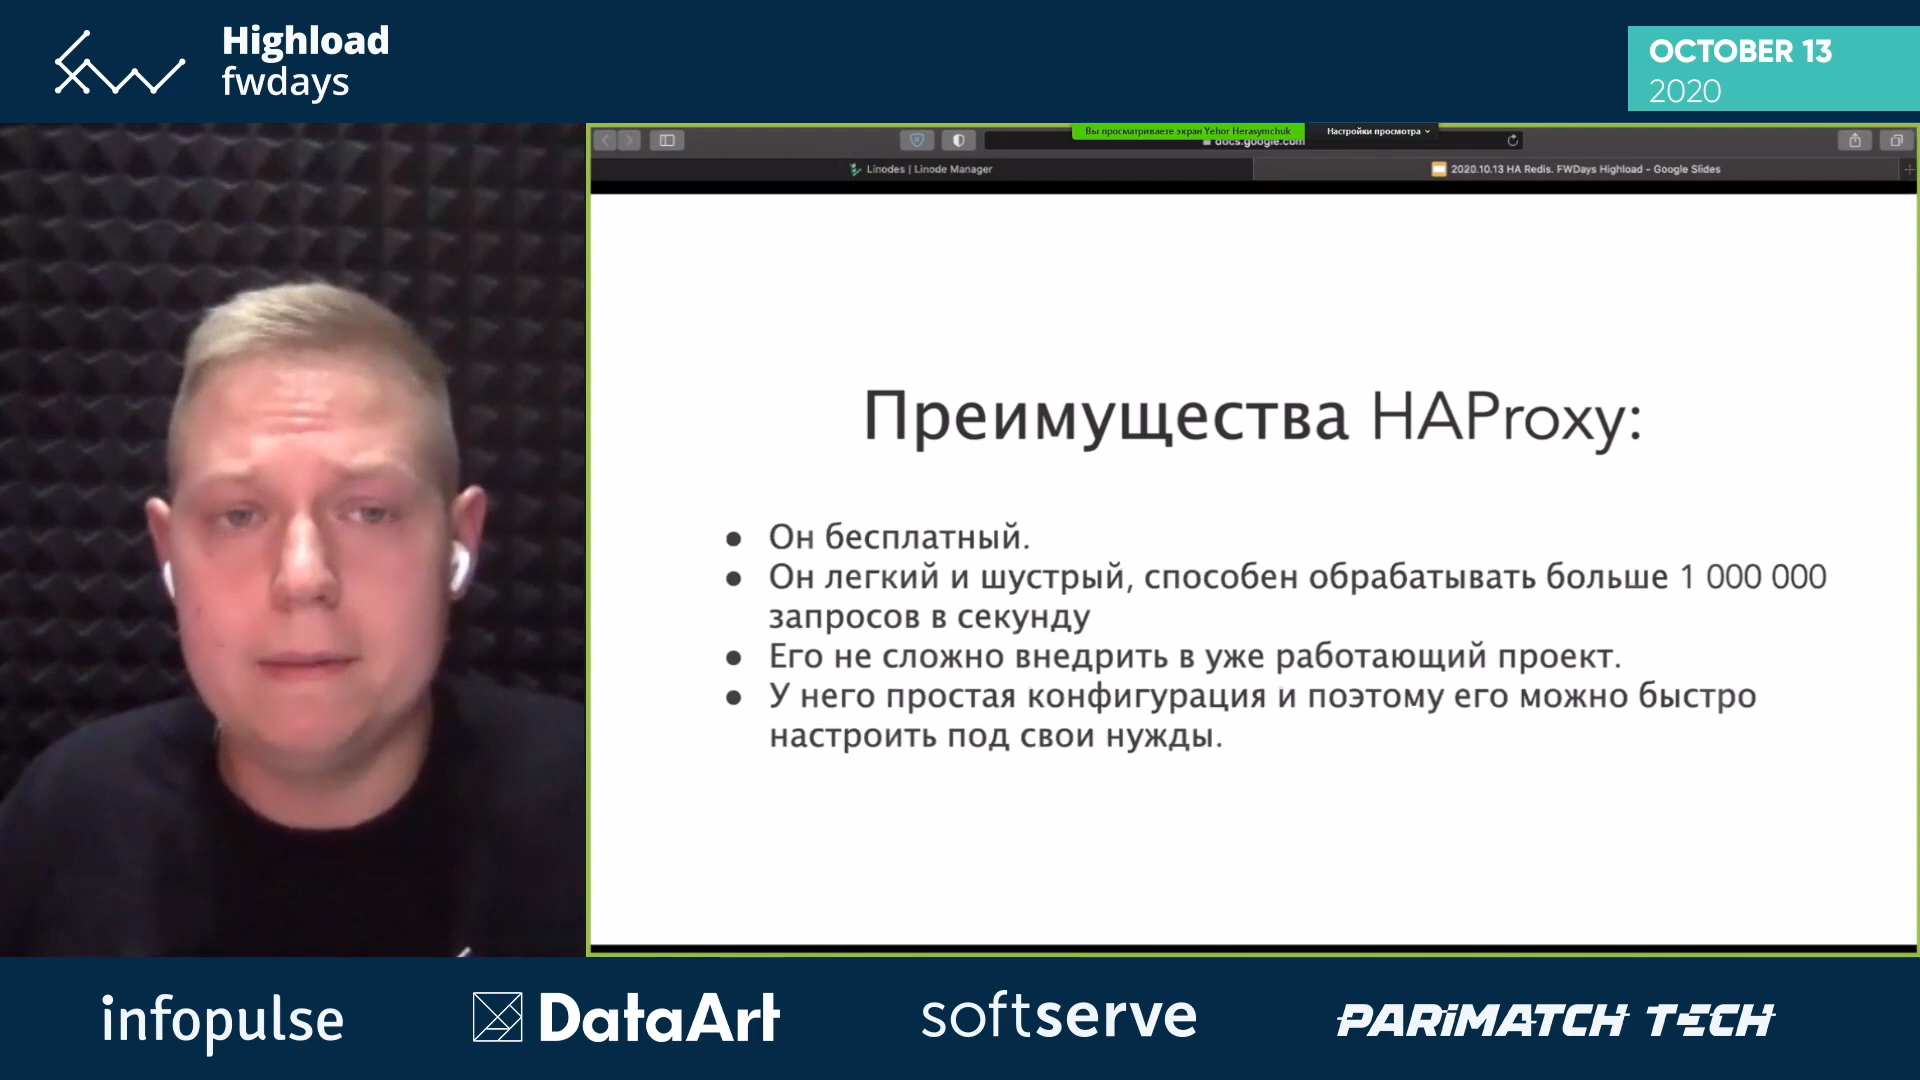 Highload
fwdays
OCTOBER 13
2020
Вы просматриваете экран Yehor Herasymchuk
Настройки просмотра
docs.google.com
Linodes | Linode Manager
2020.10.13 HA Redis. FWDays Highload - Google Slides
Преимущества HAProxy:
● Он бесплатный.
● Он легкий и шустрый, способен обрабатывать больше 1 000 000
запросов в секунду
● Его не сложно внедрить в уже работающий проект.
● У него простая конфигурация и поэтому его можно быстро
настроить под свои нужды.
infopulse
DataArt
softserve
PARIMATCH TECH